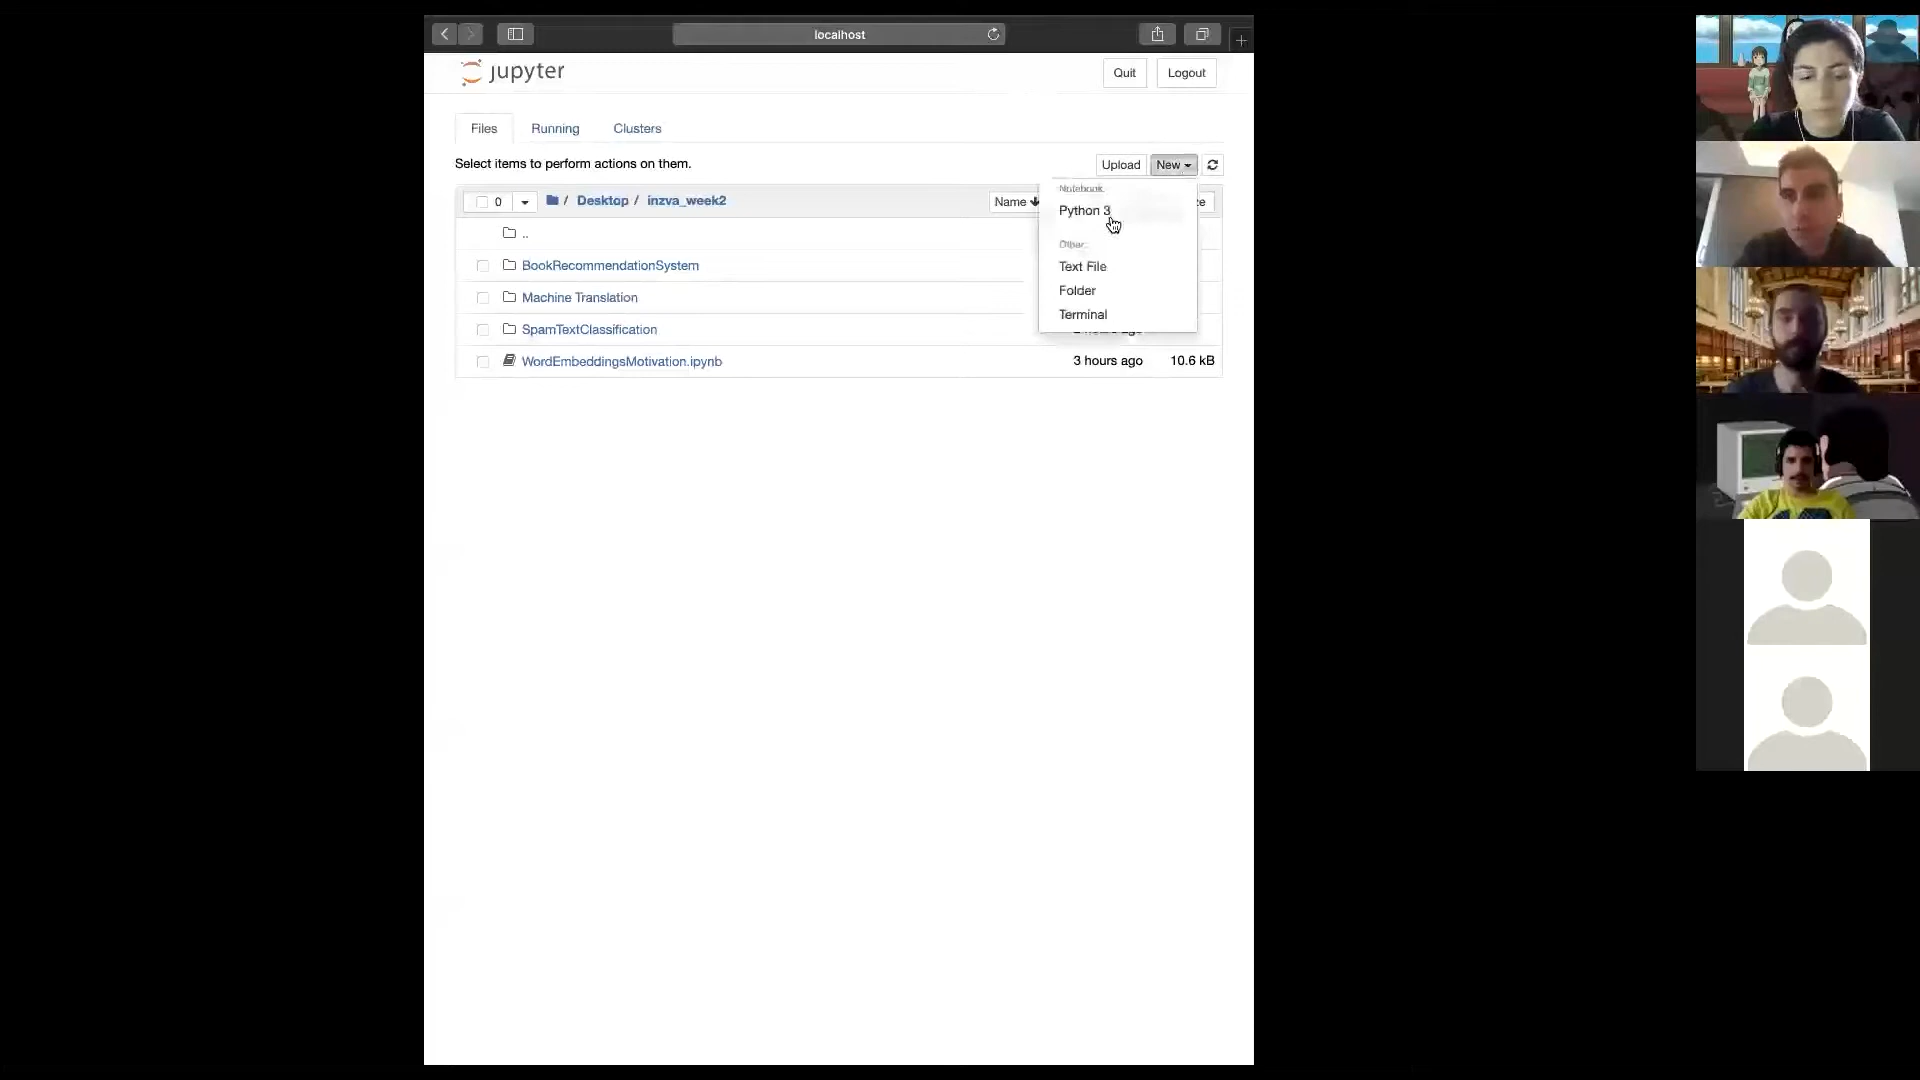 localhost
jupyter
Quit
Logout
Files
Running
Clusters
Select items to perform actions on them.
Upload
New
0
/ Desktop / inzva_week2
Name
ze
Notebook:
Python 3
Other:
Text File
Folder
Terminal
..
BookRecommendationSystem
Machine Translation
SpamTextClassification
WordEmbeddingsMotivation.ipynb
3 hours ago
10.6 kB